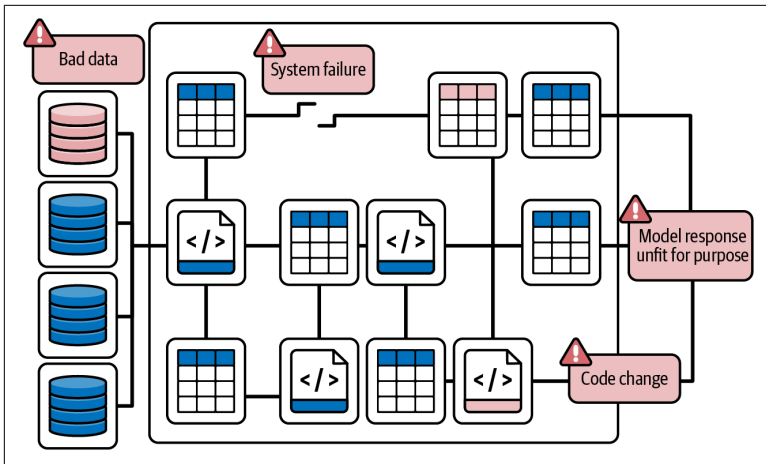 Bad data
System failure
</>
</>
Model response
unfit for purpose
</>
</>
Code change